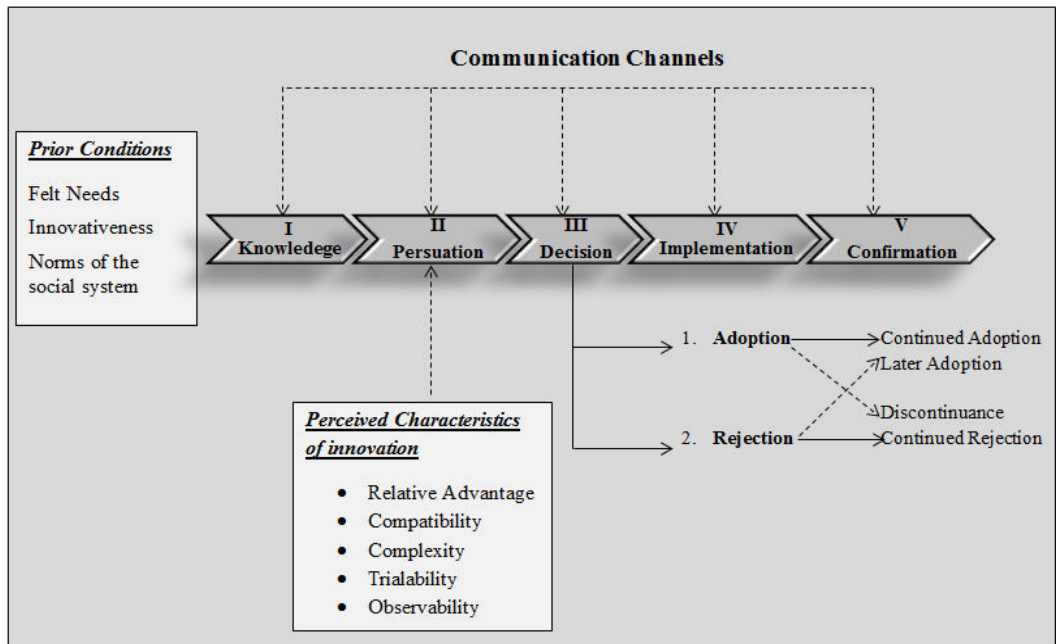 Communication Channels
Prior Conditions
Felt Needs
Innovativeness
Norms of the
social system
I
Knowledege
II
Persuation
III
Decision
IV
Implementation
V
Confirmation
1. Adoption
Continued Adoption
Later Adoption
Discontinuance
2. Rejection
Continued Rejection
Perceived Characteristics
of innovation
• Relative Advantage
• Compatibility
• Complexity
• Trialability
• Observability